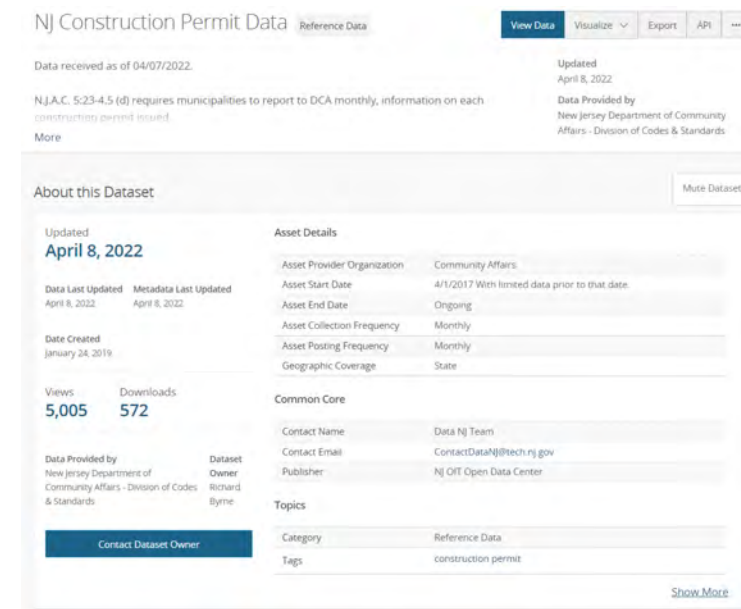 NJ Construction Permit Data Reference Data
View Data Visualize Export API
Data received as of 04/07/2022.
N.J.A.C. 5:23-4.5 (d) requires municipalities to report to DCA monthly, information on each
construction permit issued.
More
Updated
April 8, 2022
Data Provided by
New Jersey Department of Community
Affairs - Division of Codes & Standards
About this Dataset
Mute Dataset
Updated
April 8, 2022
Data Last Updated Metadata Last Updated
April 8, 2022 April 8, 2022
Date Created
January 24, 2019
Views Downloads
5,005 572
Data Provided by Dataset
New Jersey Department of Owner
Community Affairs - Division of Codes Richard
& Standards Byrne
Contact Dataset Owner
Asset Details
Asset Provider Organization Community Affairs
Asset Start Date 4/1/2017 With limited data prior to that date.
Asset End Date Ongoing
Asset Collection Frequency Monthly
Asset Posting Frequency Monthly
Geographic Coverage State
Common Core
Contact Name Data NJ Team
Contact Email ContactDataNJ@tech.nj.gov
Publisher NJ OIT Open Data Center
Topics
Category Reference Data
Tags construction permit
Show More